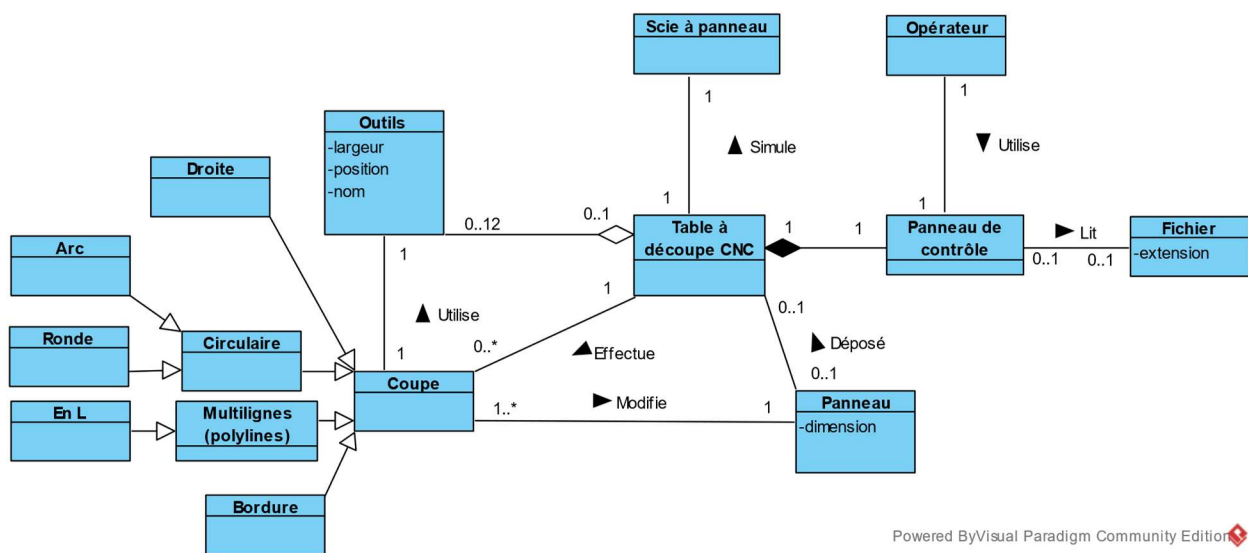 Scie à panneau
Opérateur
1
1
Simule
Utilise
Outils
-largeur
-position
-nom
Droite
0..12
0..1
1
1
Table à
découpe CNC
1
1
Panneau de
contrôle
Lit
0..1
0..1
Fichier
-extension
Arc
1
Utilise
1
0..1
Ronde
Circulaire
0..*
Effectue
Déposé
1
0..1
Coupe
En L
Multilignes
(polylines)
1..*
Modifie
1
Panneau
-dimension
Bordure
Powered ByVisual Paradigm Community Edition